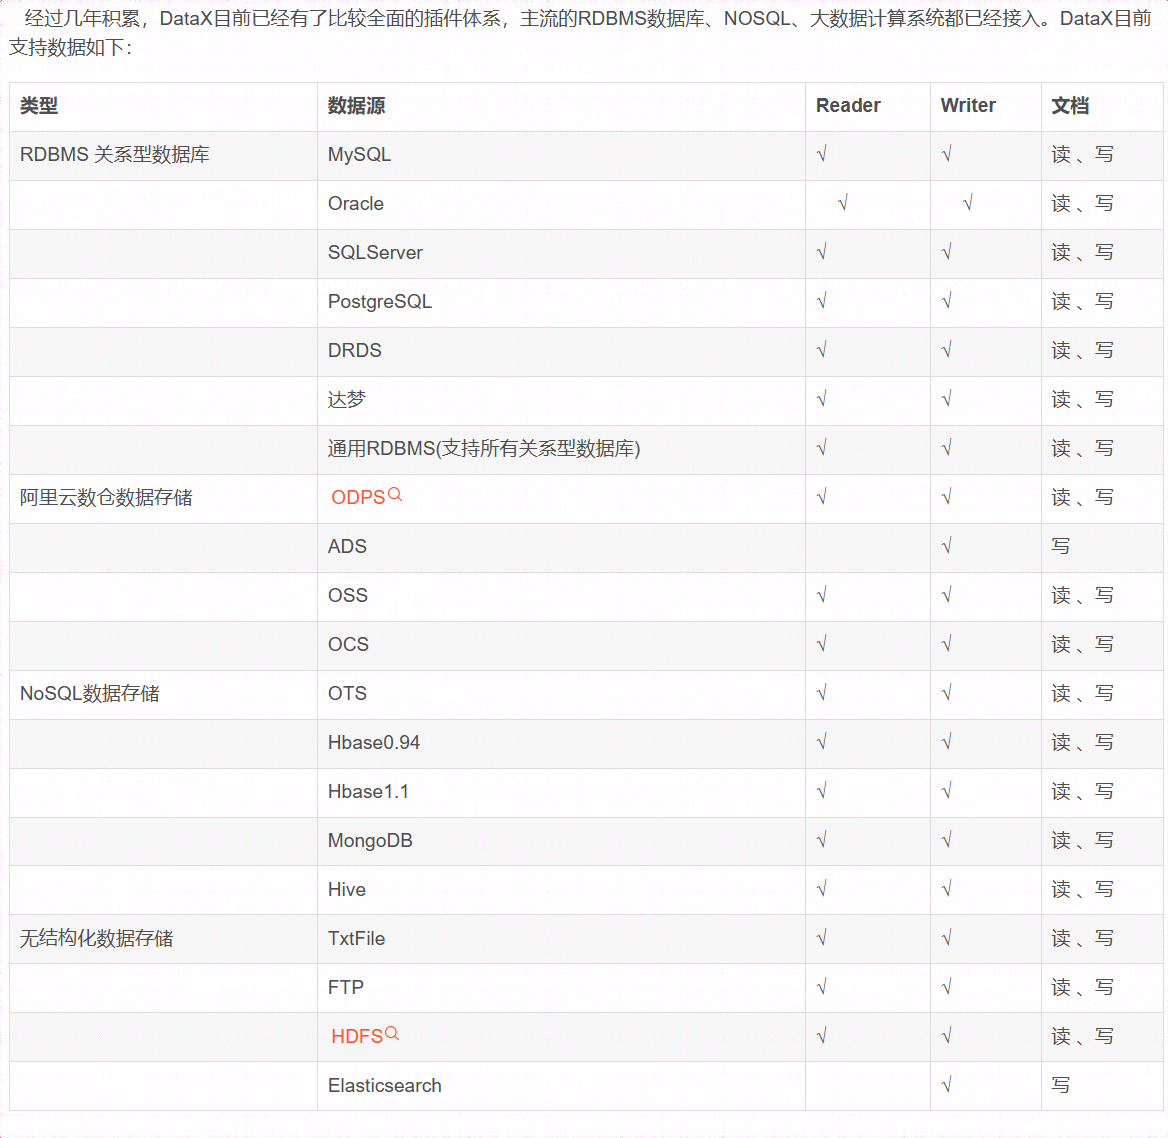 经过几年积累，DataX目前已经有了比较全面的插件体系，主流的RDBMS数据库、NOSQL、大数据计算系统都已经接入。DataX目前
支持数据如下：
类型 数据源 Reader Writer 文档
RDBMS 关系型数据库 MySQL √ √ 读 、写
Oracle √ √ 读 、写
SQLServer √ √ 读 、写
PostgreSQL √ √ 读 、写
DRDS √ √ 读 、写
达梦 √ √ 读 、写
通用RDBMS(支持所有关系型数据库) √ √ 读 、写
阿里云数仓数据存储 ODPS √ √ 读 、写
ADS √ 写
OSS √ √ 读 、写
OCS √ √ 读 、写
NoSQL数据存储 OTS √ √ 读 、写
Hbase0.94 √ √ 读 、写
Hbase1.1 √ √ 读 、写
MongoDB √ √ 读 、写
Hive √ √ 读 、写
无结构化数据存储 TxtFile √ √ 读 、写
FTP √ √ 读 、写
HDFS √ √ 读 、写
Elasticsearch √ 写